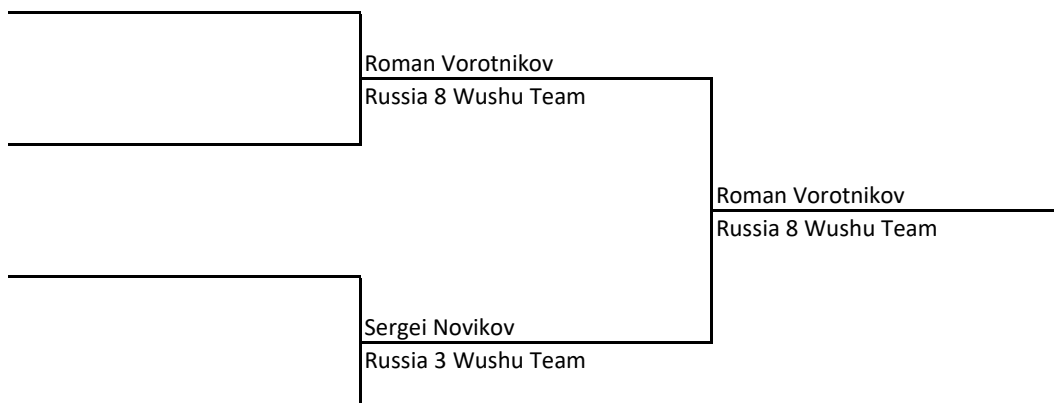 Roman Vorotnikov
Russia 8 Wushu Team
Roman Vorotnikov
Russia 8 Wushu Team
Sergei Novikov
Russia 3 Wushu Team